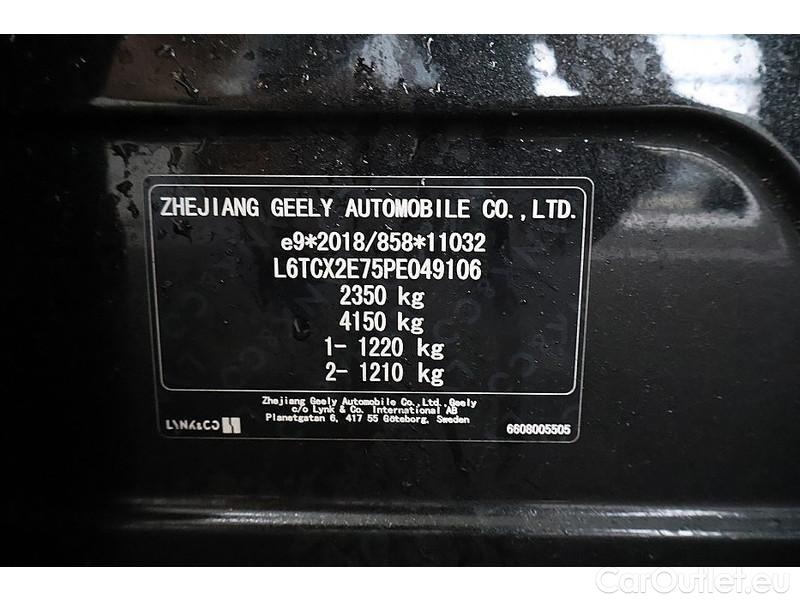 ZHEJIANG GEELY AUTOMOBILE CO.,LTD.
e9*2018/858*11032
L6TCX2E75PE049106
2350 kg
4150 kg
1- 1220 kg
2- 1210 kg
Zhejiang Geely Automobile Co.,Ltd.,Geely
c/o Lynk & Co. International AB
Planetgatan 6, 417 55 Göteborg, Sweden
LYNK&CO
6608005505
CarOutlet.eu